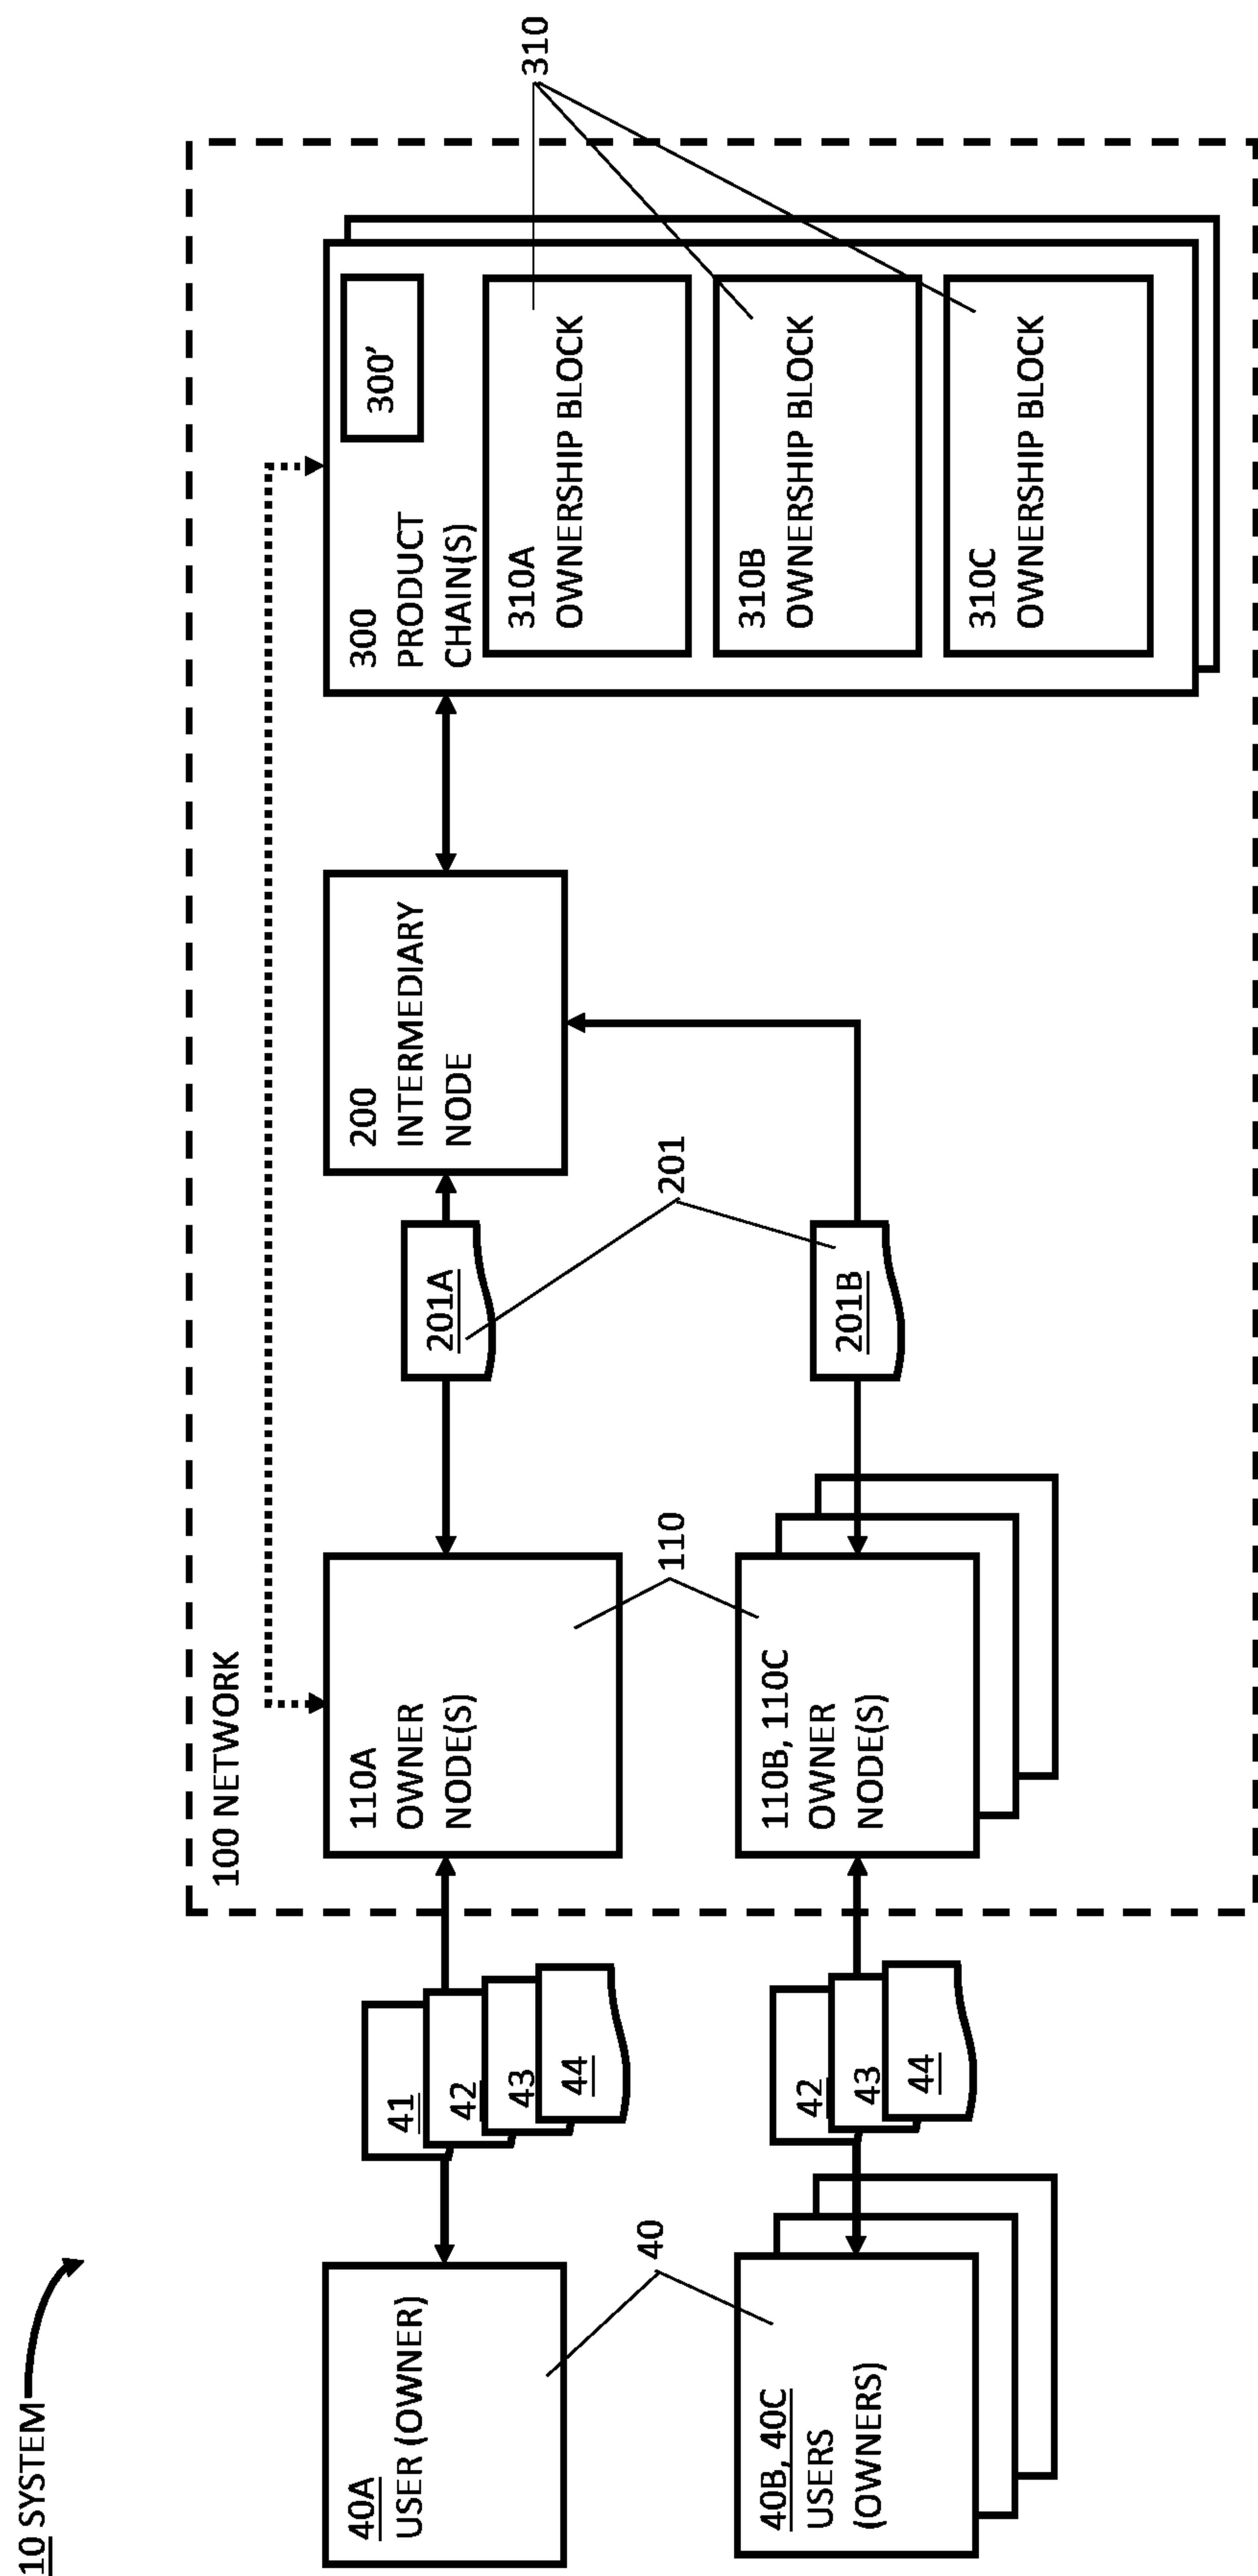 10 SYSTEM
100 NETWORK
40A
USER (OWNER)
41
42
43
44
110A
OWNER
NODE(S)
201A
200
INTERMEDIARY
NODE
300
PRODUCT
CHAIN(S)
300'
310A
OWNERSHIP BLOCK
310B
OWNERSHIP BLOCK
310C
OWNERSHIP BLOCK
310
40
110
201
40B, 40C
USERS
(OWNERS)
42
43
44
110B, 110C
OWNER
NODE(S)
201B